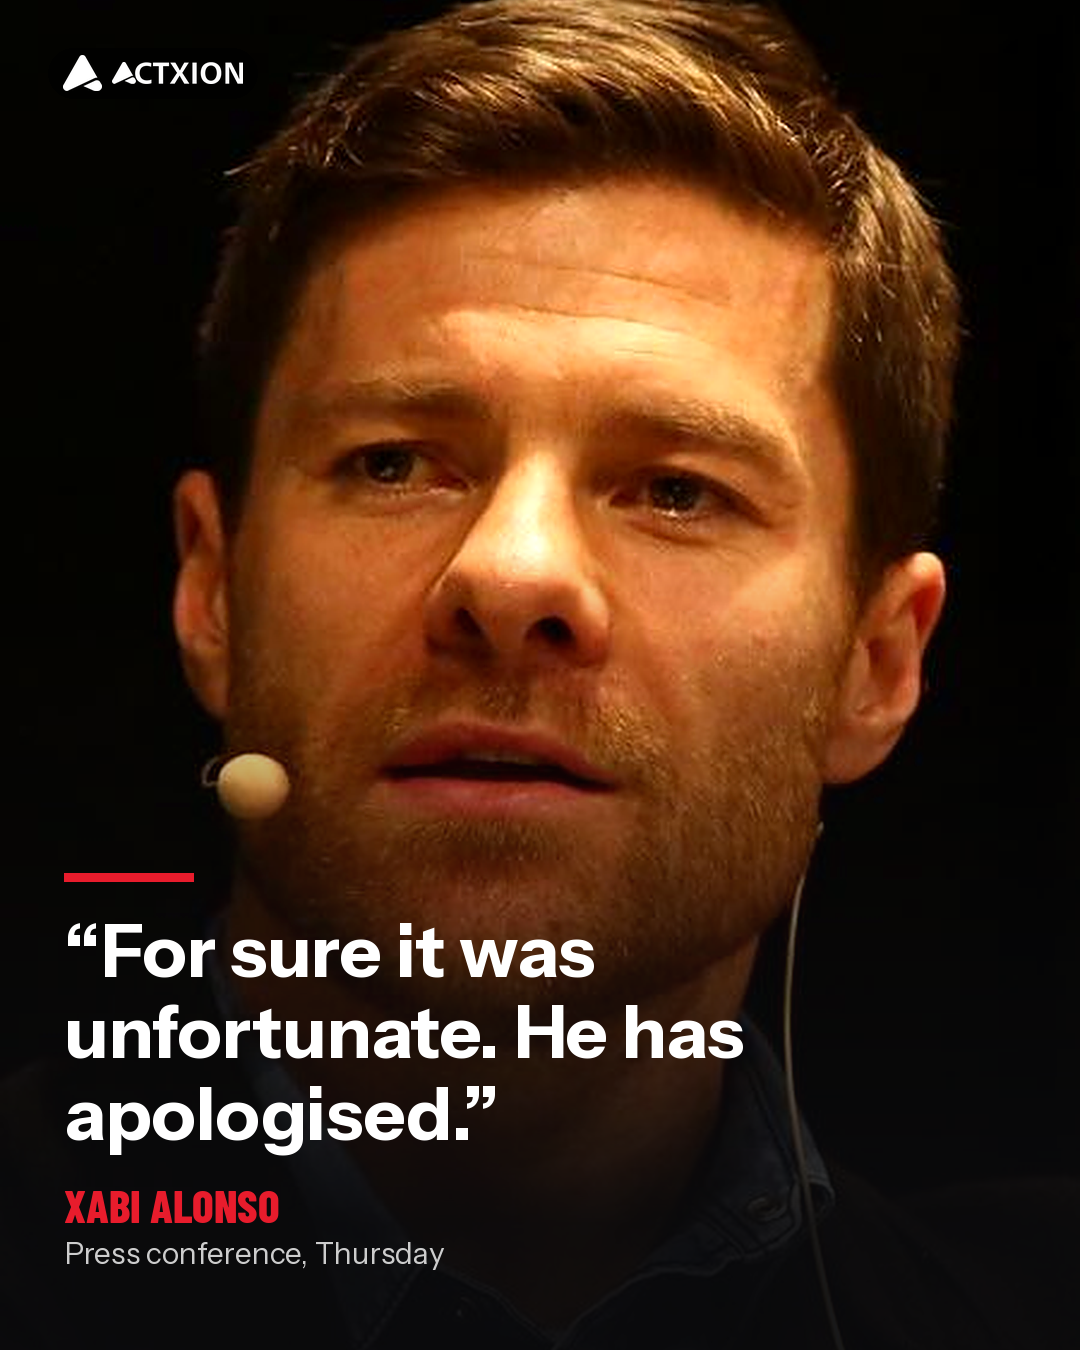 ACTXION
“For sure it was
unfortunate. He has
apologised.”
XABI ALONSO
Press conference, Thursday